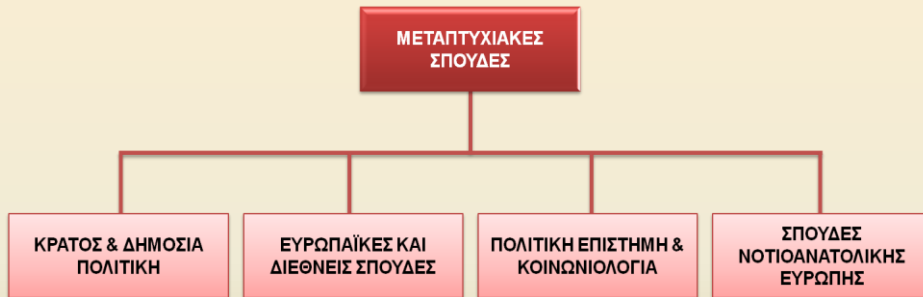 ΜΕΤΑΠΤΥΧΙΑΚΕΣ
ΣΠΟΥΔΕΣ
ΚΡΑΤΟΣ & ΔΗΜΟΣΙΑ
ΠΟΛΙΤΙΚΗ
ΕΥΡΩΠΑΪΚΕΣ ΚΑΙ
ΔΙΕΘΝΕΙΣ ΣΠΟΥΔΕΣ
ΠΟΛΙΤΙΚΗ ΕΠΙΣΤΗΜΗ &
ΚΟΙΝΩΝΙΟΛΟΓΙΑ
ΣΠΟΥΔΕΣ
ΝΟΤΙΟΑΝΑΤΟΛΙΚΗΣ
ΕΥΡΩΠΗΣ